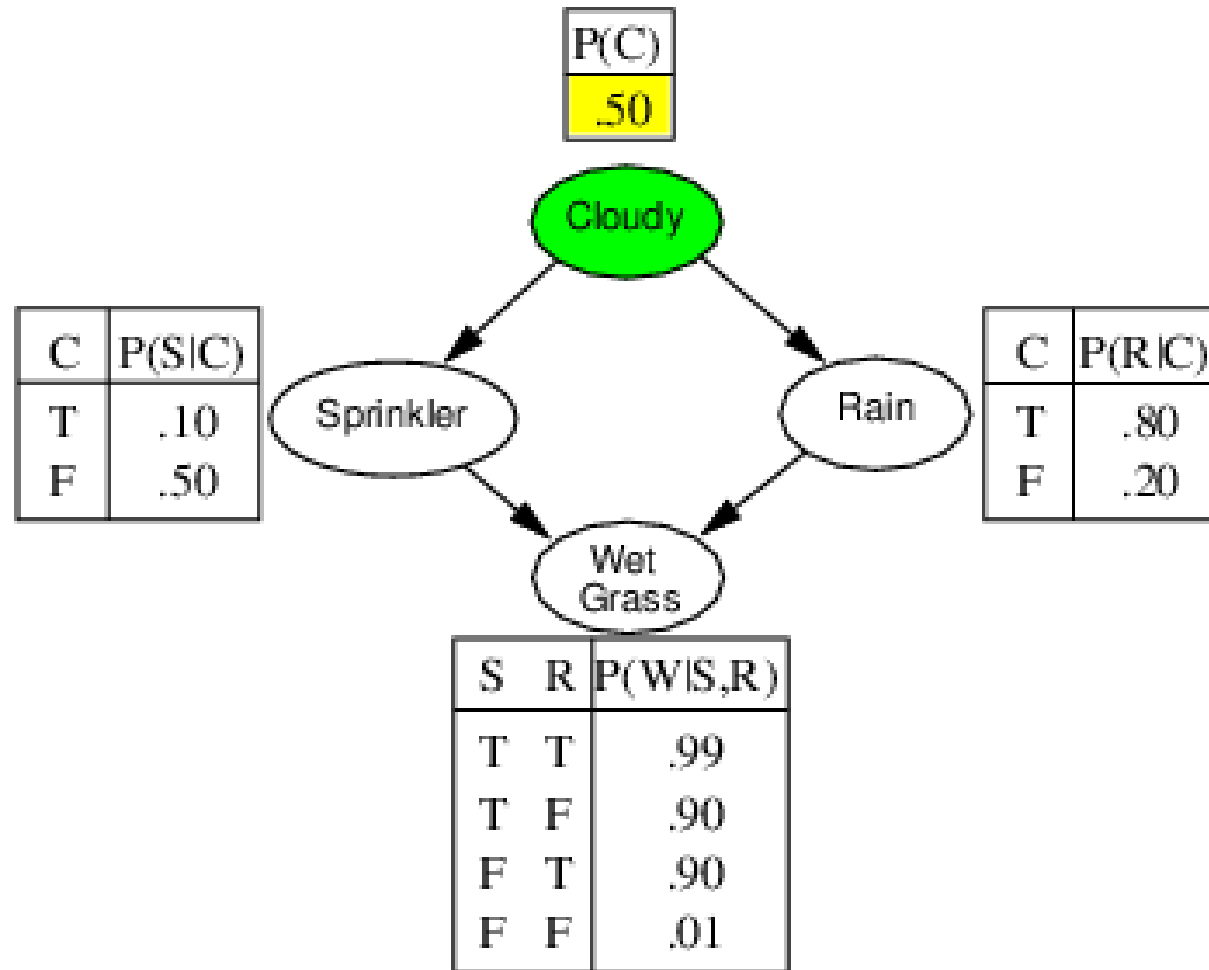 P(C)
.50
Cloudy
C P(S|C)
T .10
F .50
Sprinkler
Rain
C P(R|C)
T .80
F .20
Wet
Grass
S R P(W|S,R)
T T .99
T F .90
F T .90
F F .01